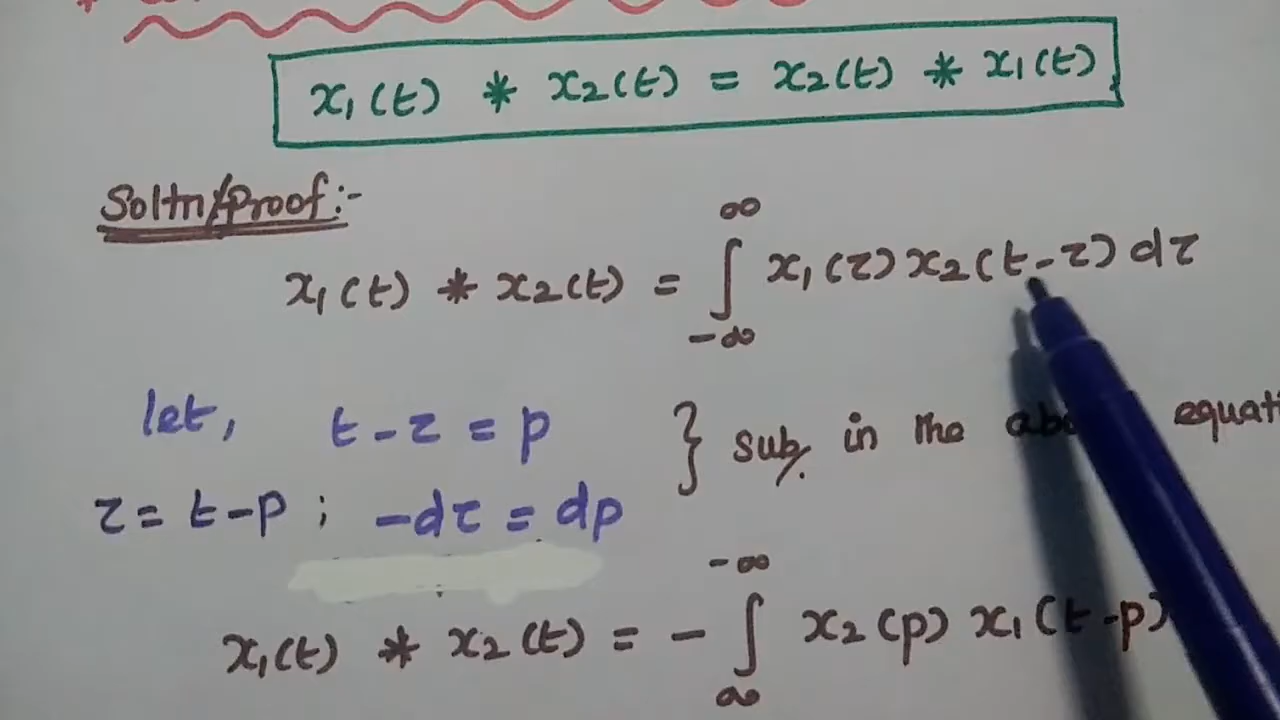 x₁(t) * x₂(t) = x₂(t) * x₁(t)
Soltn/Proof:-
x₁(t) * x₂(t) = ∫_{-∞}^{∞} x₁(τ) x₂(t-τ) dτ
let, t-τ = p } sub/. in the equati
τ = t-p ; -dτ = dp
x₁(t) * x₂(t) = - ∫_{∞}^{-∞} x₂(p) x₁(t-p)